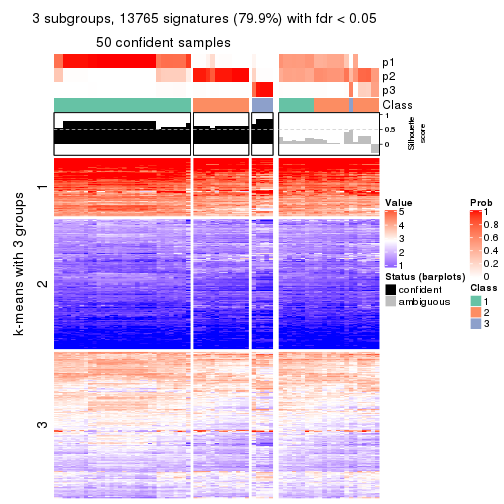 3 subgroups, 13765 signatures (79.9%) with fdr < 0.05
50 confident samples
p1
p2
p3
Class
1
0.5
0
Silhouette
score
k-means with 3 groups
1
2
3
Value
5
4
3
2
1
Status (barplots)
confident
ambiguous
Prob
1
0.8
0.6
0.4
0.2
0
Class
1
2
3